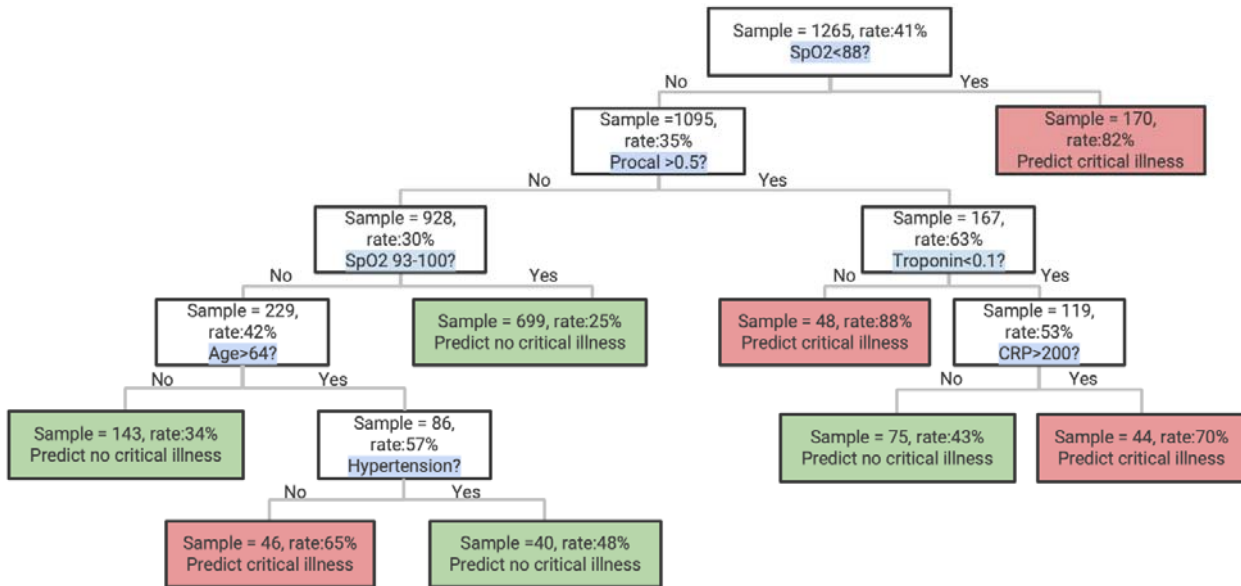 Sample = 1265, rate:41%
SpO2<88?
No
Yes
Sample =1095,
rate:35%
Procal >0.5?
Sample = 170,
rate:82%
Predict critical illness
No
Yes
Sample = 928,
rate:30%
SpO2 93-100?
Sample = 167,
rate:63%
Troponin<0.1?
No
Yes
No
Yes
Sample = 229,
rate:42%
Age>64?
Sample = 699, rate:25%
Predict no critical illness
Sample = 48, rate:88%
Predict critical illness
Sample = 119,
rate:53%
CRP>200?
No
Yes
No
Yes
Sample = 143, rate:34%
Predict no critical illness
Sample = 86,
rate:57%
Hypertension?
Sample = 75, rate:43%
Predict no critical illness
Sample = 44, rate:70%
Predict critical illness
No
Yes
Sample = 46, rate:65%
Predict critical illness
Sample =40, rate:48%
Predict no critical illness